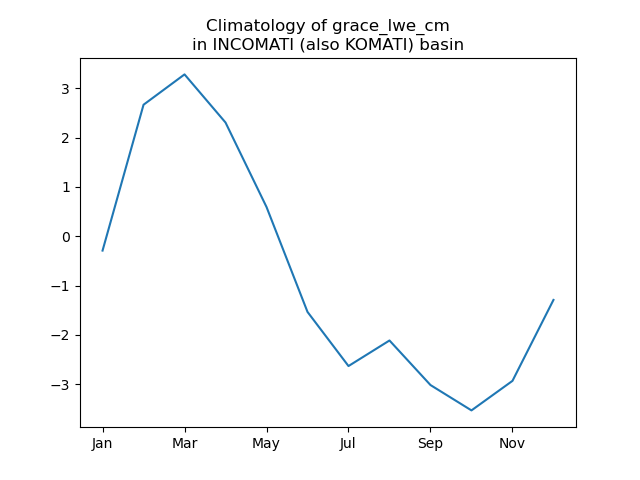 Climatology of grace_lwe_cm
in INCOMATI (also KOMATI) basin
3
2
1
0
−1
−2
−3
Jan Mar May Jul Sep Nov